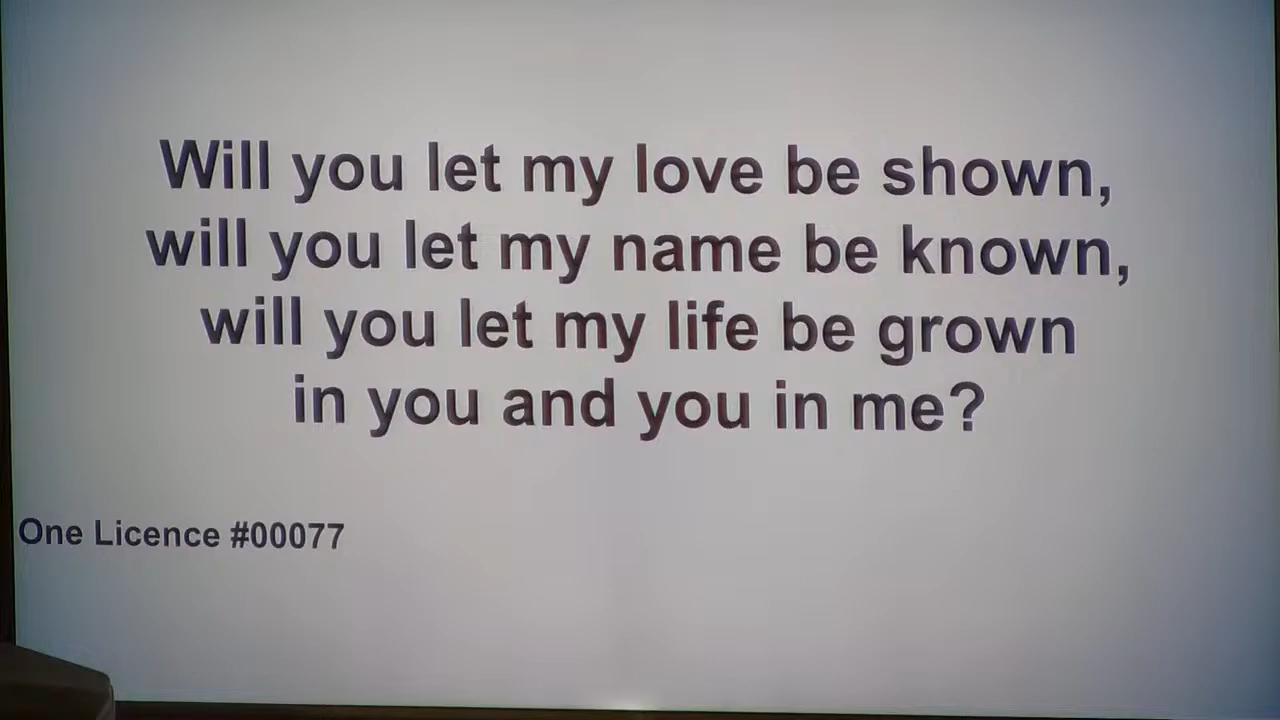 Will you let my love be shown,
will you let my name be known,
will you let my life be grown
in you and you in me?
One Licence #00077